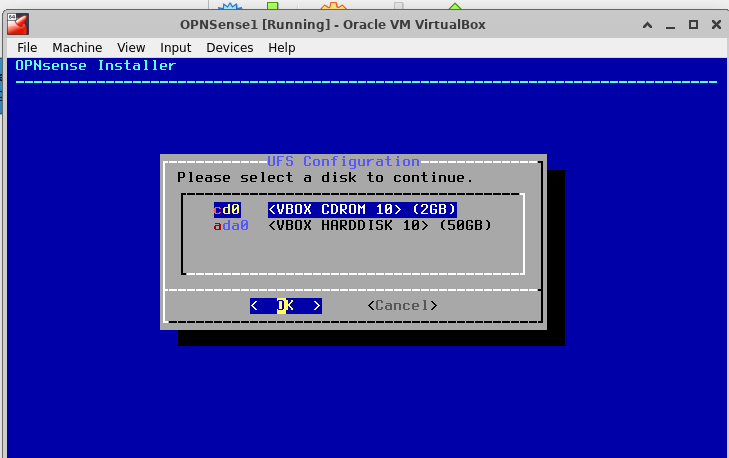 OPNSense1 [Running] - Oracle VM VirtualBox
File Machine View Input Devices Help
OPNsense Installer
UFS Configuration
Please select a disk to continue.
cd0 <VBOX CDROM 10> (2GB)
ada0 <VBOX HARDDISK 10> (50GB)
< OK > <Cancel>